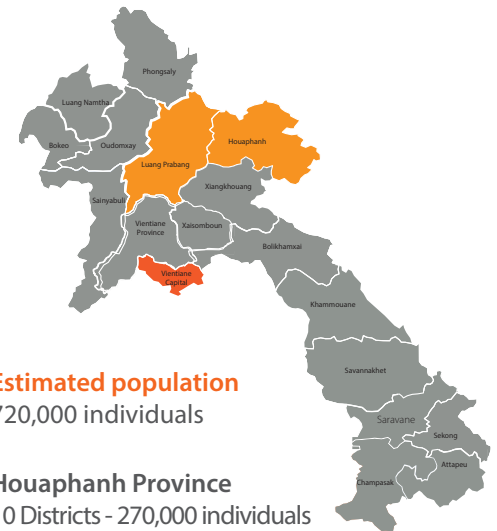 Phongsaly
Luang Namtha
Houaphanh
Bokeo
Oudomxay
Luang Prabang
Xiangkhouang
Sainyabuli
Vientiane
Province
Xaisomboun
Bolikhamxai
Vientiane
Capital
Khammouane
Savannakhet
Estimated population
720,000 individuals
Saravane
Sekong
Attapeu
Champasak
Houaphanh Province
0 Districts - 270,000 individuals